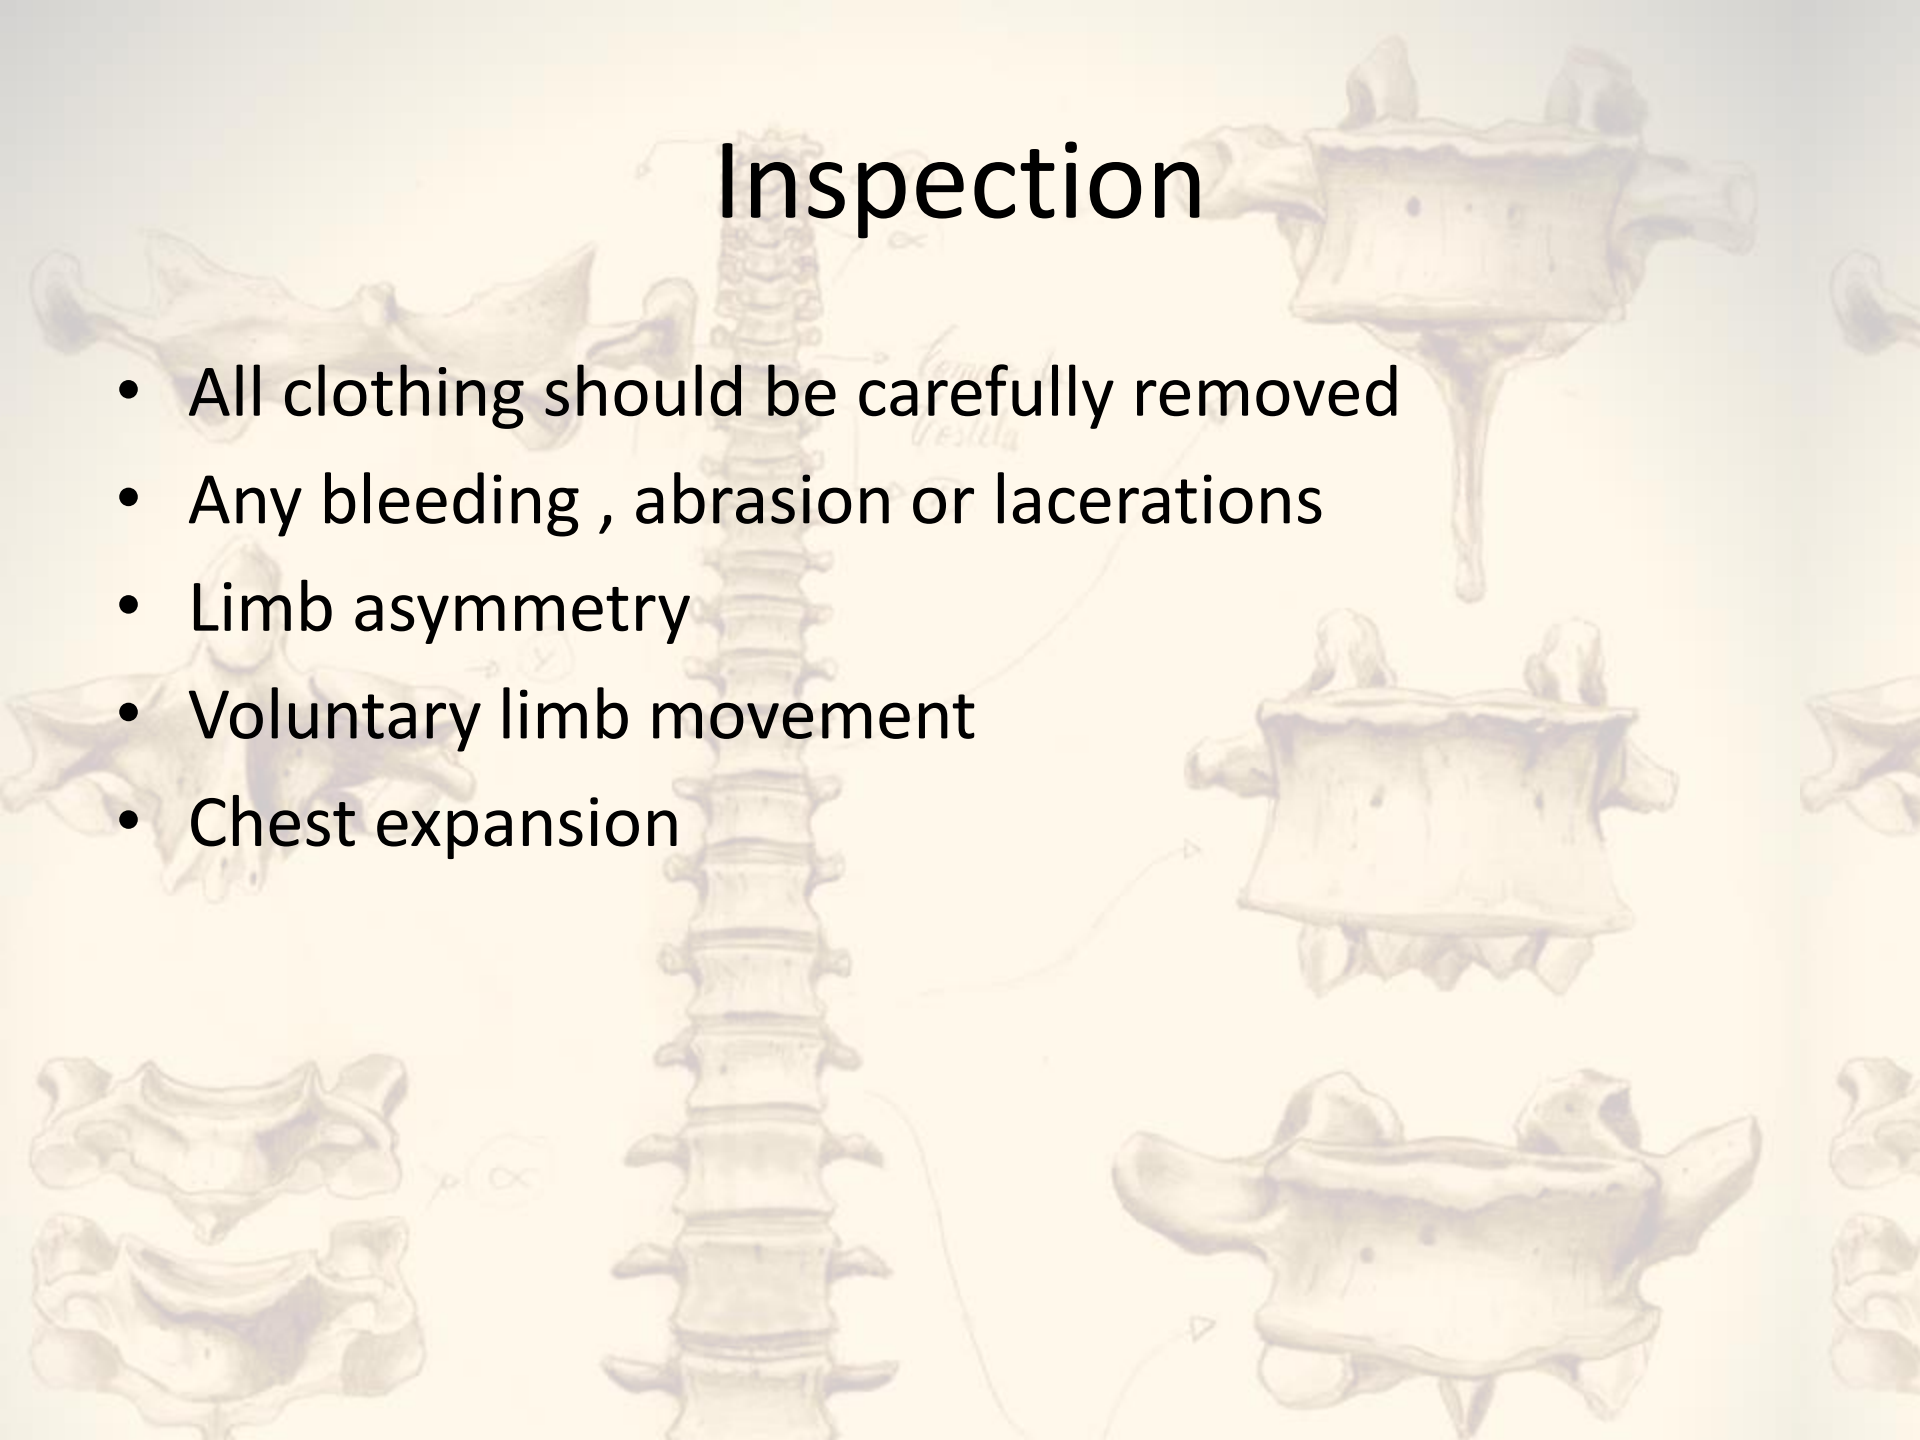 Inspection
• All clothing should be carefully removed
• Any bleeding , abrasion or lacerations
• Limb asymmetry
• Voluntary limb movement
• Chest expansion